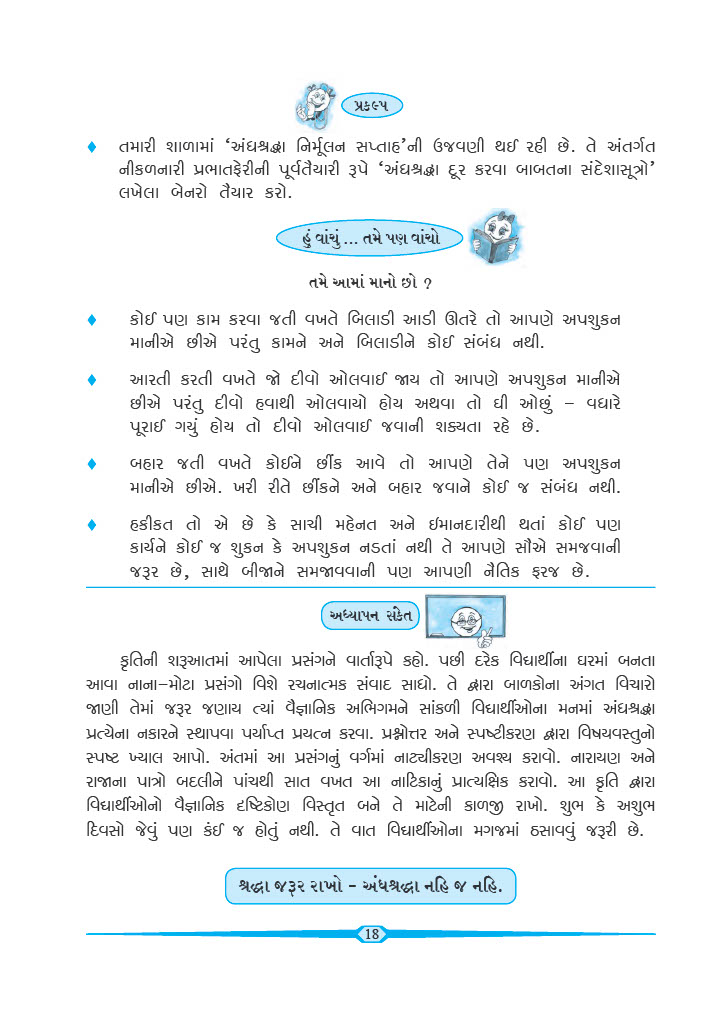 પ્રકલ્પ
તમારી શાળામાં ‘અંધશ્રદ્ધા નિર્મૂલન સપ્તાહ’ની ઉજવણી થઈ રહી છે. તે અંતર્ગત
નીકળનારી પ્રભાતફેરીની પૂર્વતૈયારી રૂપે ‘અંધશ્રદ્ધા દૂર કરવા બાબતના સંદેશાસૂત્રો’
લખેલા બેનરો તૈયાર કરો.
હું વાંચું ... તમે પણ વાંચો
તમે આમાં માનો છો ?
કોઈ પણ કામ કરવા જતી વખતે બિલાડી આડી ઊતરે તો આપણે અપશુકન
માનીએ છીએ પરંતુ કામને અને બિલાડીને કોઈ સંબંધ નથી.
આરતી કરતી વખતે જો દીવો ઓલવાઈ જાય તો આપણે અપશુકન માનીએ
છીએ પરંતુ દીવો હવાથી ઓલવાયો હોય અથવા તો ઘી ઓછું – વધારે
પૂરાઈ ગયું હોય તો દીવો ઓલવાઈ જવાની શક્યતા રહે છે.
બહાર જતી વખતે કોઈને છીંક આવે તો આપણે તેને પણ અપશુકન
માનીએ છીએ. ખરી રીતે છીંકને અને બહાર જવાને કોઈ જ સંબંધ નથી.
હકીકત તો એ છે કે સાચી મહેનત અને ઈમાનદારીથી થતાં કોઈ પણ
કાર્યને કોઈ જ શુકન કે અપશુકન નડતાં નથી તે આપણે સૌએ સમજવાની
જરૂર છે, સાથે બીજાને સમજાવવાની પણ આપણી નૈતિક ફરજ છે.
અધ્યાપન સંકેત
કૃતિની શરૂઆતમાં આપેલા પ્રસંગને વાર્તારૂપે કહો. પછી દરેક વિદ્યાર્થીના ઘરમાં બનતા
આવા નાના–મોટા પ્રસંગો વિશે રચનાત્મક સંવાદ સાધો. તે દ્વારા બાળકોના અંગત વિચારો
જાણી તેમાં જરૂર જણાય ત્યાં વૈજ્ઞાનિક અભિગમને સાંકળી વિદ્યાર્થીઓના મનમાં અંધશ્રદ્ધા
પ્રત્યેના નકારને સ્થાપવા પર્યાપ્ત પ્રયત્ન કરવા. પ્રશ્નોત્તર અને સ્પષ્ટીકરણ દ્વારા વિષયવસ્તુનો
સ્પષ્ટ ખ્યાલ આપો. અંતમાં આ પ્રસંગનું વર્ગમાં નાટ્યીકરણ અવશ્ય કરાવો. નારાયણ અને
રાજાના પાત્રો બદલીને પાંચથી સાત વખત આ નાટિકાનું પ્રાત્યક્ષિક કરાવો. આ કૃતિ દ્વારા
વિદ્યાર્થીઓનો વૈજ્ઞાનિક દૃષ્ટિકોણ વિસ્તૃત બને તે માટેની કાળજી રાખો. શુભ કે અશુભ
દિવસો જેવું પણ કંઈ જ હોતું નથી. તે વાત વિદ્યાર્થીઓના મગજમાં ઠસાવવું જરૂરી છે.
શ્રદ્ધા જરૂર રાખો – અંધશ્રદ્ધા નહિ જ નહિ.
18